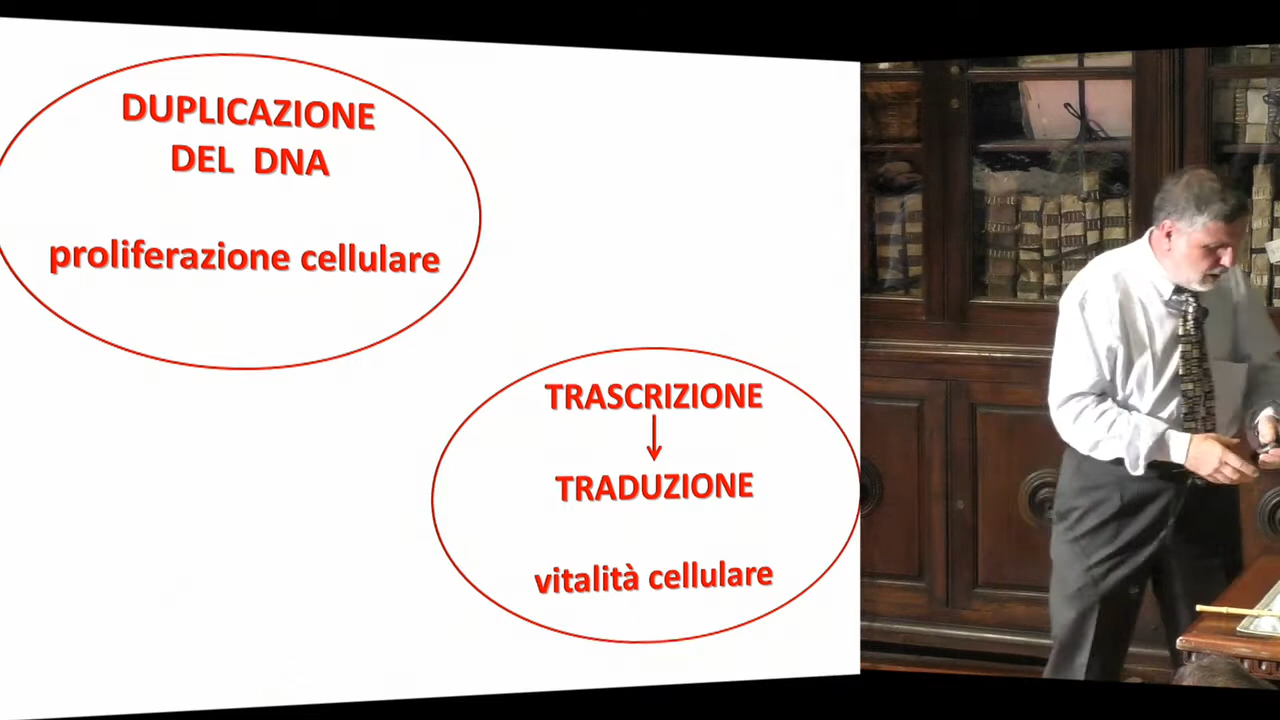 DUPLICAZIONE
DEL DNA
proliferazione cellulare
TRASCRIZIONE
TRADUZIONE
vitalità cellulare